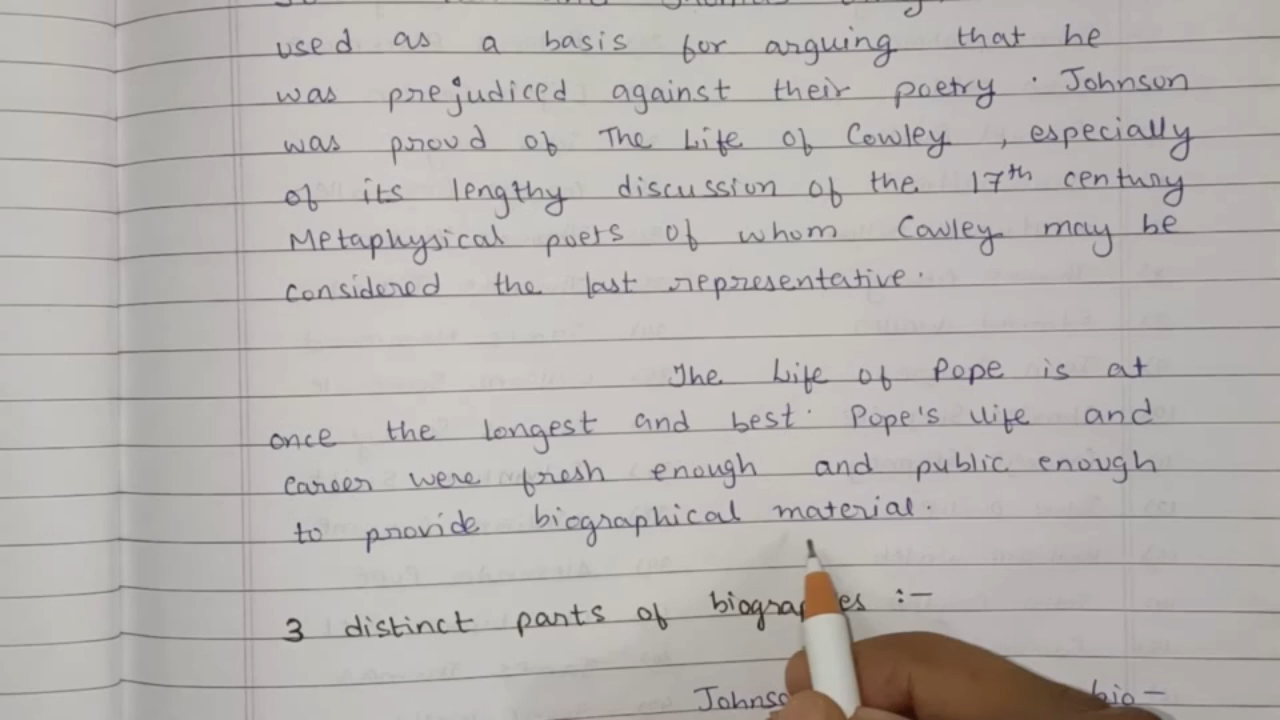 used as a basis for arguing that he
was prejudiced against their poetry. Johnson
was proud of The Life of Cowley, especially
of its lengthy discussion of the 17th century
Metaphysical poets of whom Cowley may be
considered the last representative.
The Life of Pope is at
once the longest and best. Pope's life and
career were fresh enough and public enough
to provide biographical material.
3 distinct parts of :-
bio-